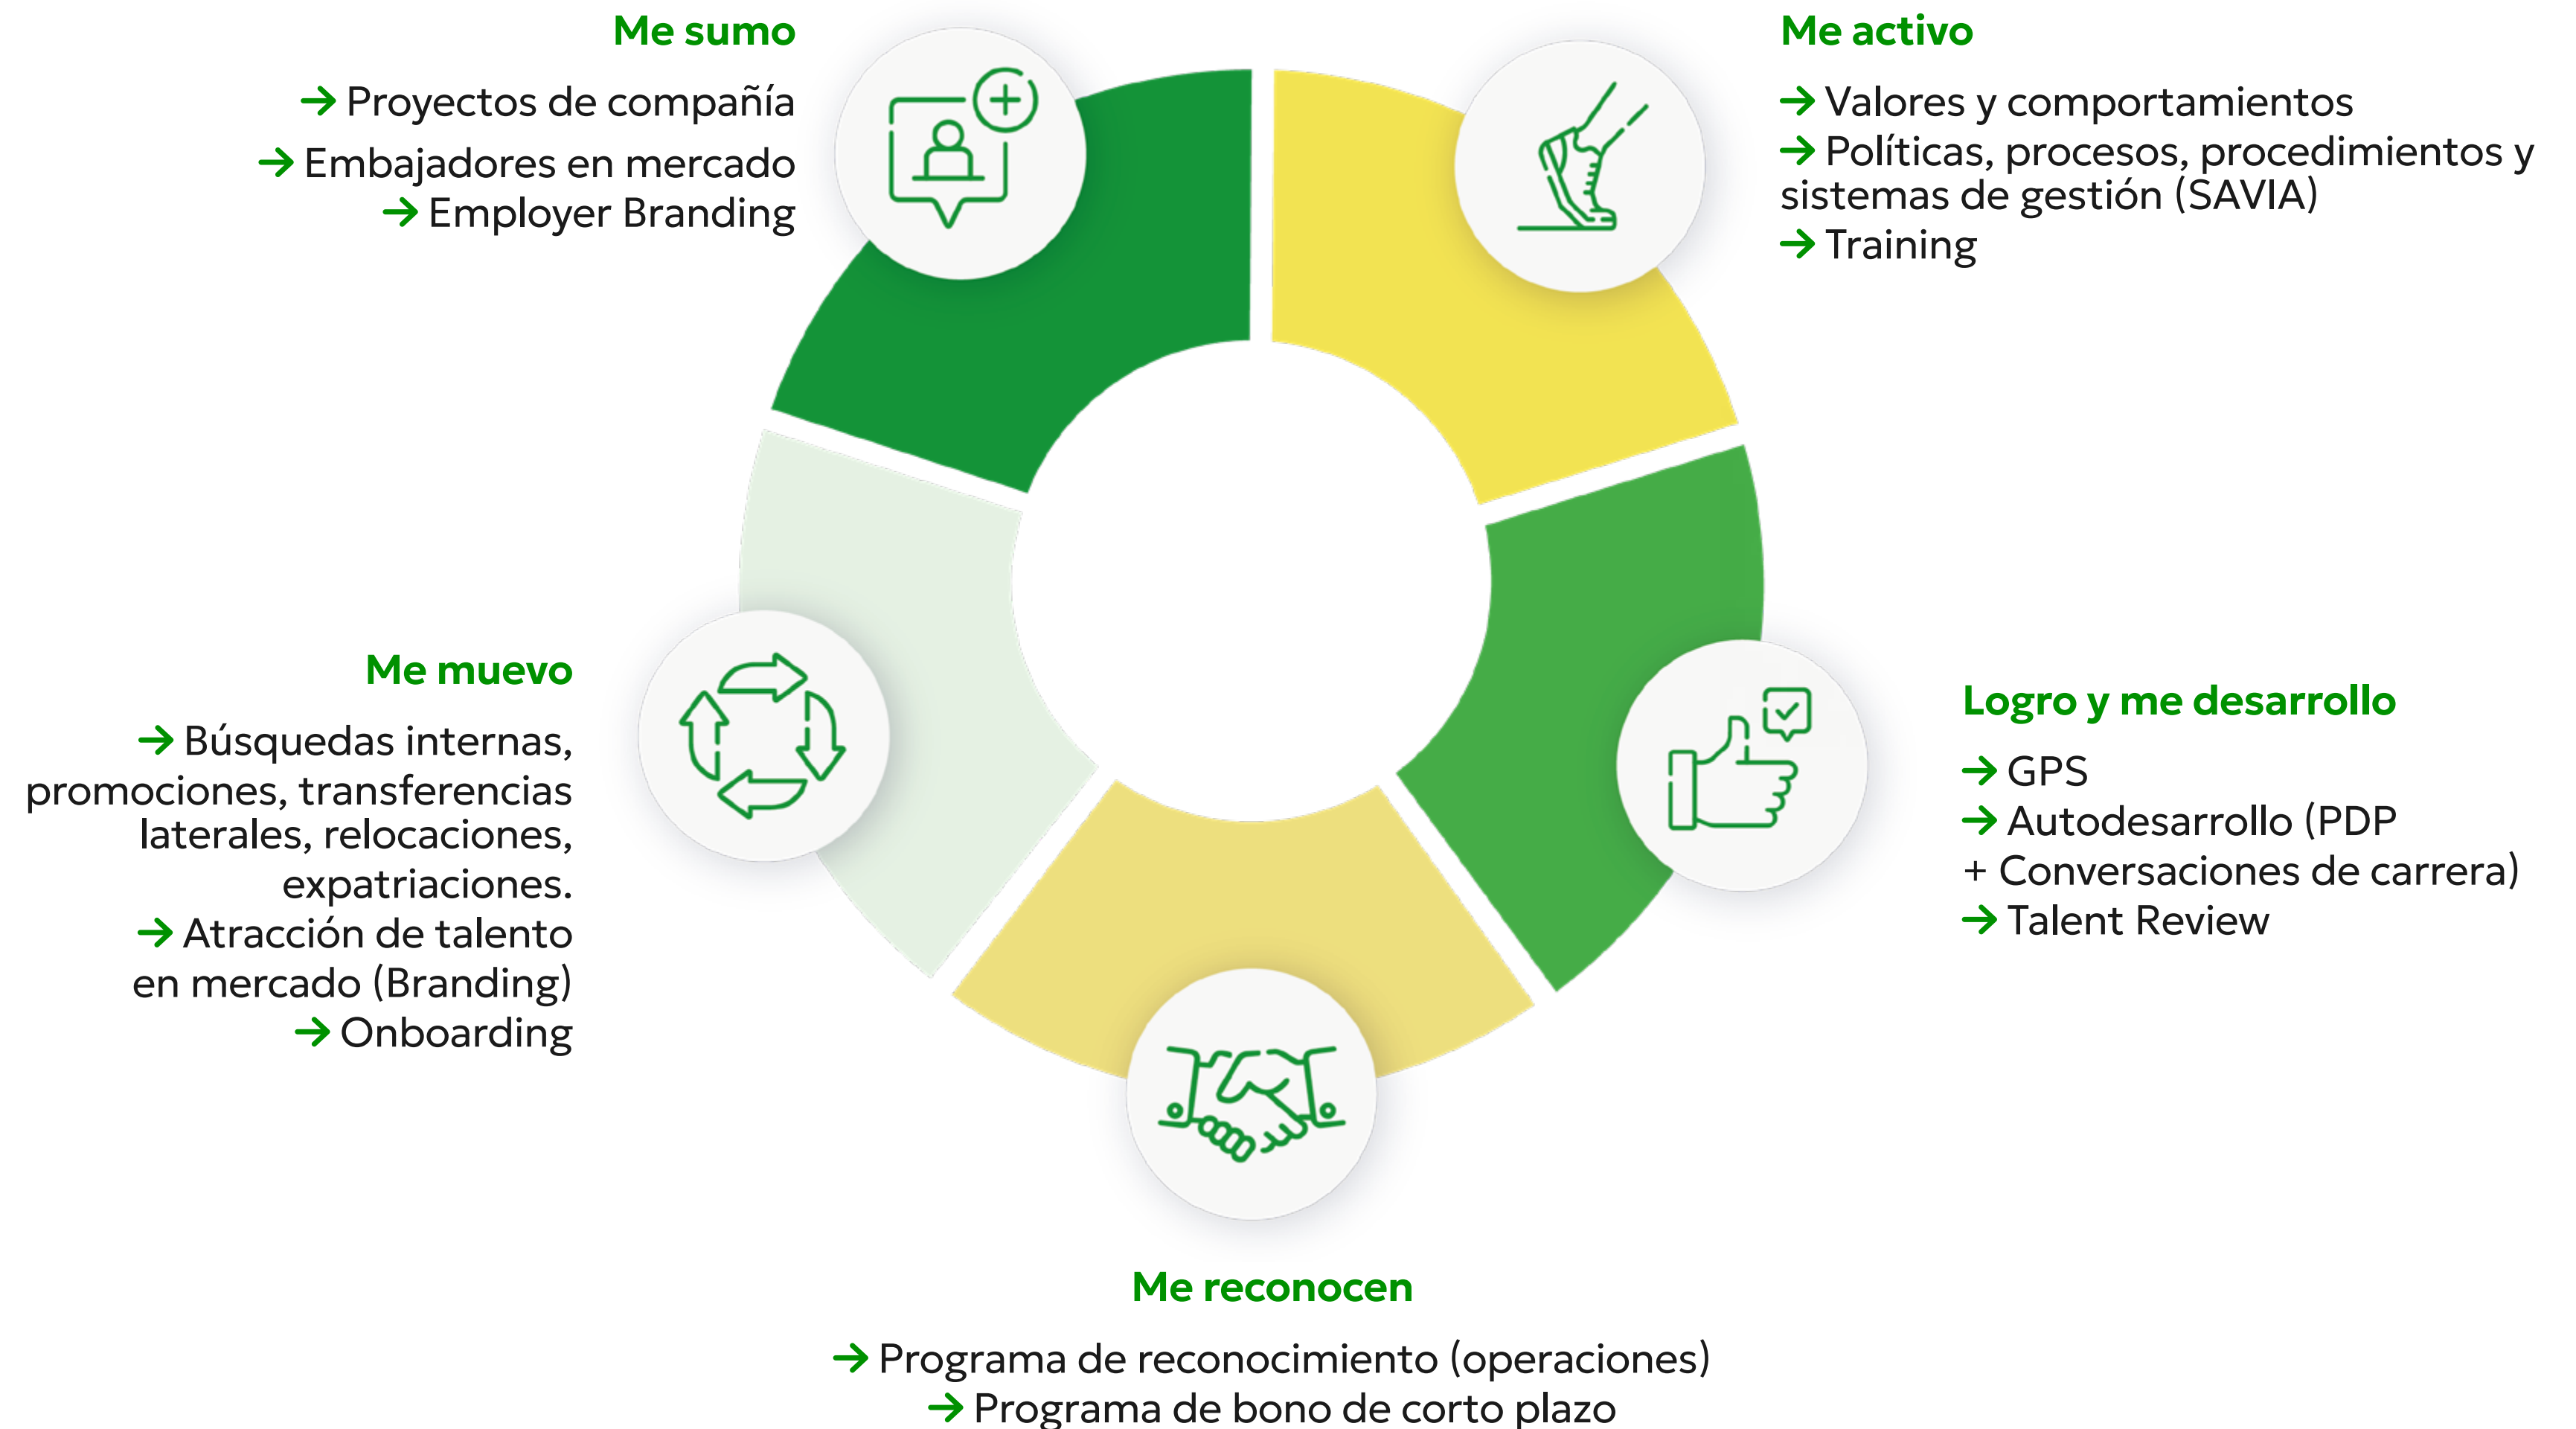 Me sumo
→ Proyectos de compañía
→ Embajadores en mercado
→ Employer Branding
Me activo
→ Valores y comportamientos
→ Políticas, procesos, procedimientos y
sistemas de gestión (SAVIA)
→ Training
Me muevo
→ Búsquedas internas,
promociones, transferencias
laterales, relocaciones,
expatriaciones.
→ Atracción de talento
en mercado (Branding)
→ Onboarding
Logro y me desarrollo
→ GPS
→ Autodesarrollo (PDP
+ Conversaciones de carrera)
→ Talent Review
Me reconocen
→ Programa de reconocimiento (operaciones)
→ Programa de bono de corto plazo